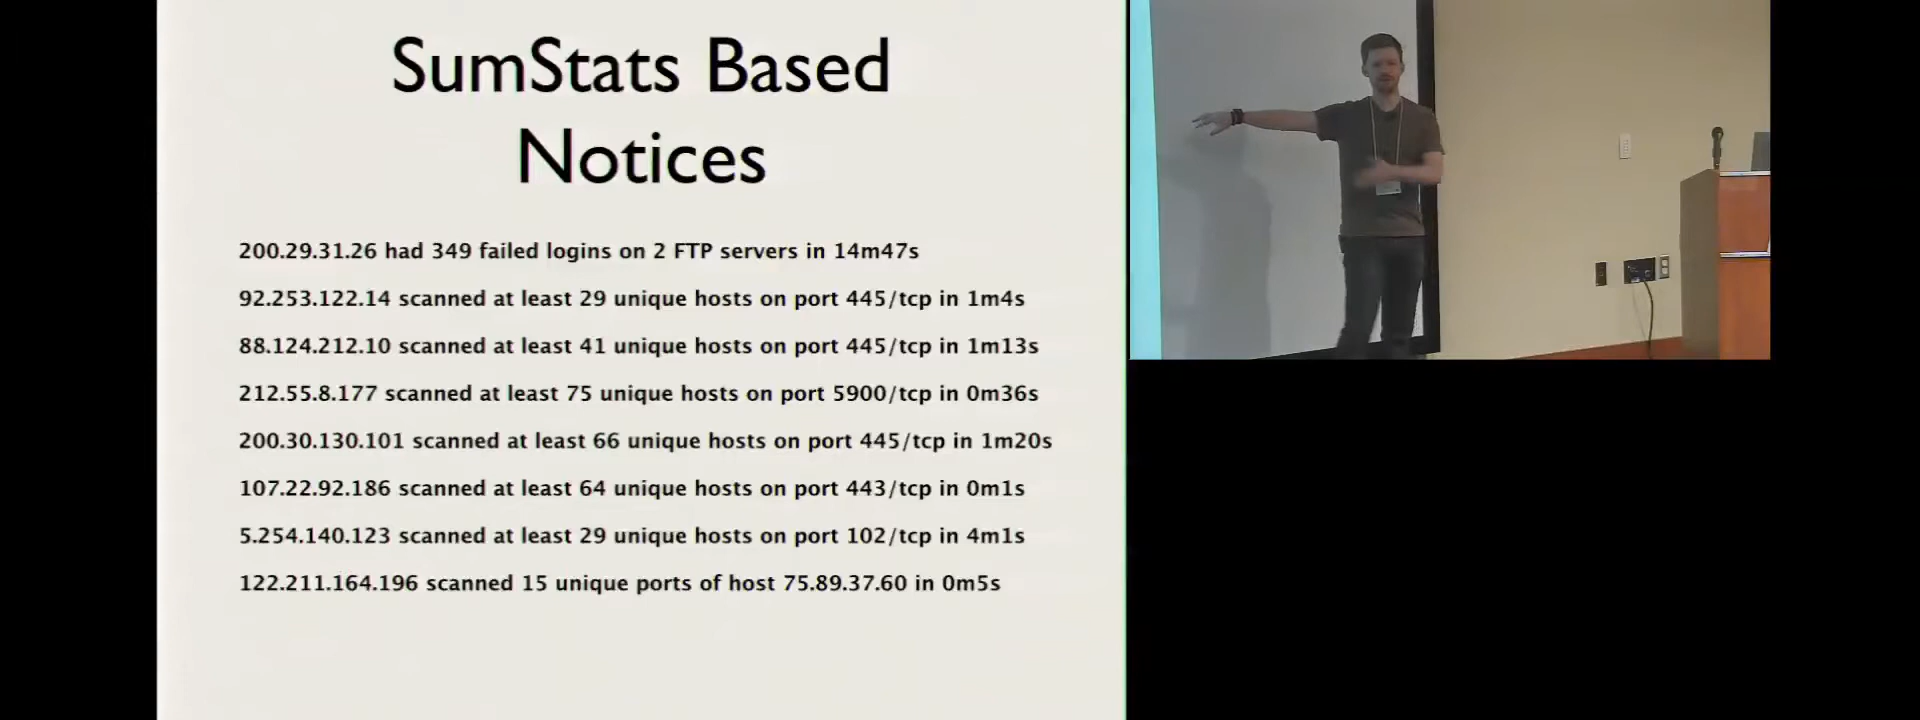 SumStats Based
Notices
200.29.31.26 had 349 failed logins on 2 FTP servers in 14m47s
92.253.122.14 scanned at least 29 unique hosts on port 445/tcp in 1m4s
88.124.212.10 scanned at least 41 unique hosts on port 445/tcp in 1m13s
212.55.8.177 scanned at least 75 unique hosts on port 5900/tcp in 0m36s
200.30.130.101 scanned at least 66 unique hosts on port 445/tcp in 1m20s
107.22.92.186 scanned at least 64 unique hosts on port 443/tcp in 0m1s
5.254.140.123 scanned at least 29 unique hosts on port 102/tcp in 4m1s
122.211.164.196 scanned 15 unique ports of host 75.89.37.60 in 0m5s